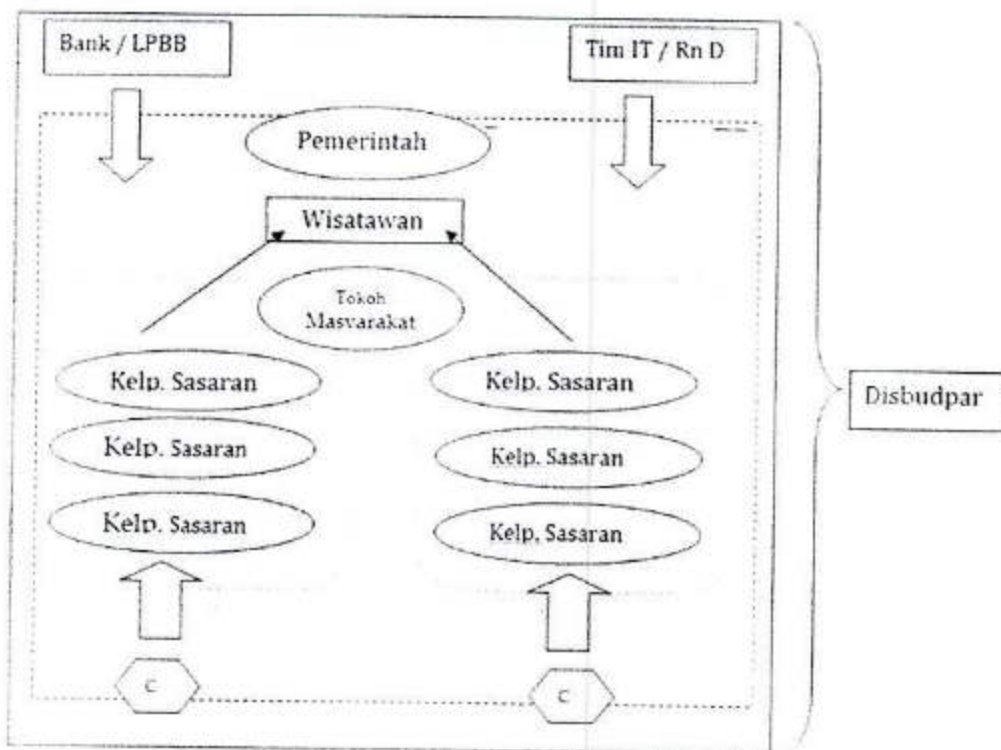 Bank / LPBB
Tim IT / Rn D
Pemerintah
Wisatawan
Tokoh
Masyarakat
Kelp. Sasaran
Kelp. Sasaran
Kelp. Sasaran
Kelp. Sasaran
Kelp. Sasaran
Kelp, Sasaran
C
C
Disbudpar